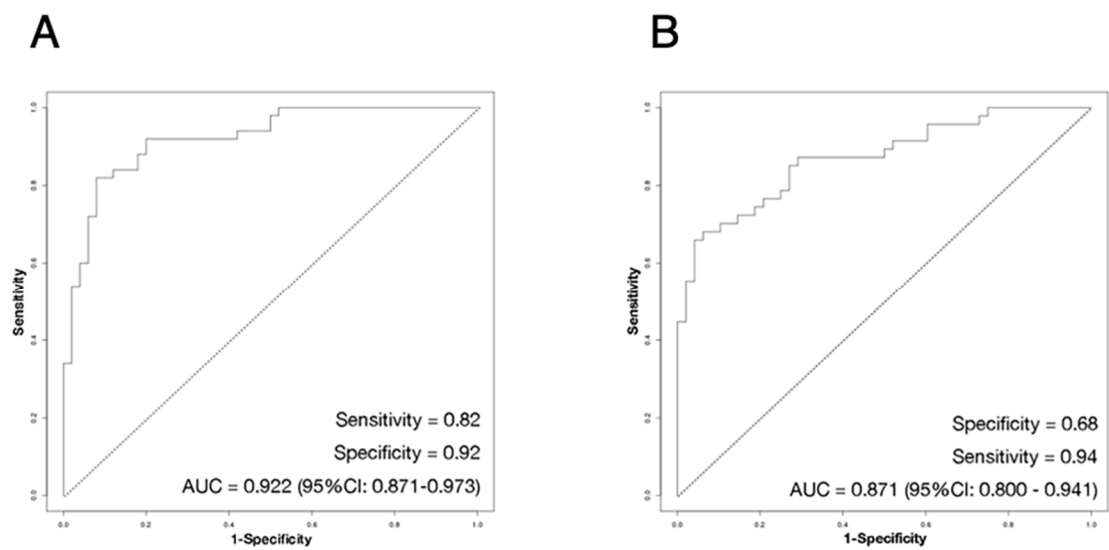 A
1.0
0.8
0.6
0.4
0.2
0.0
Sensitivity
Sensitivity = 0.82
Specificity = 0.92
AUC = 0.922 (95%CI: 0.871-0.973)
0.0 0.2 0.4 0.6 0.8 1.0
1-Specificity
B
1.0
0.8
0.6
0.4
0.2
0.0
Sensitivity
Specificity = 0.68
Sensitivity = 0.94
AUC = 0.871 (95%CI: 0.800 - 0.941)
0.0 0.2 0.4 0.6 0.8 1.0
1-Specificity